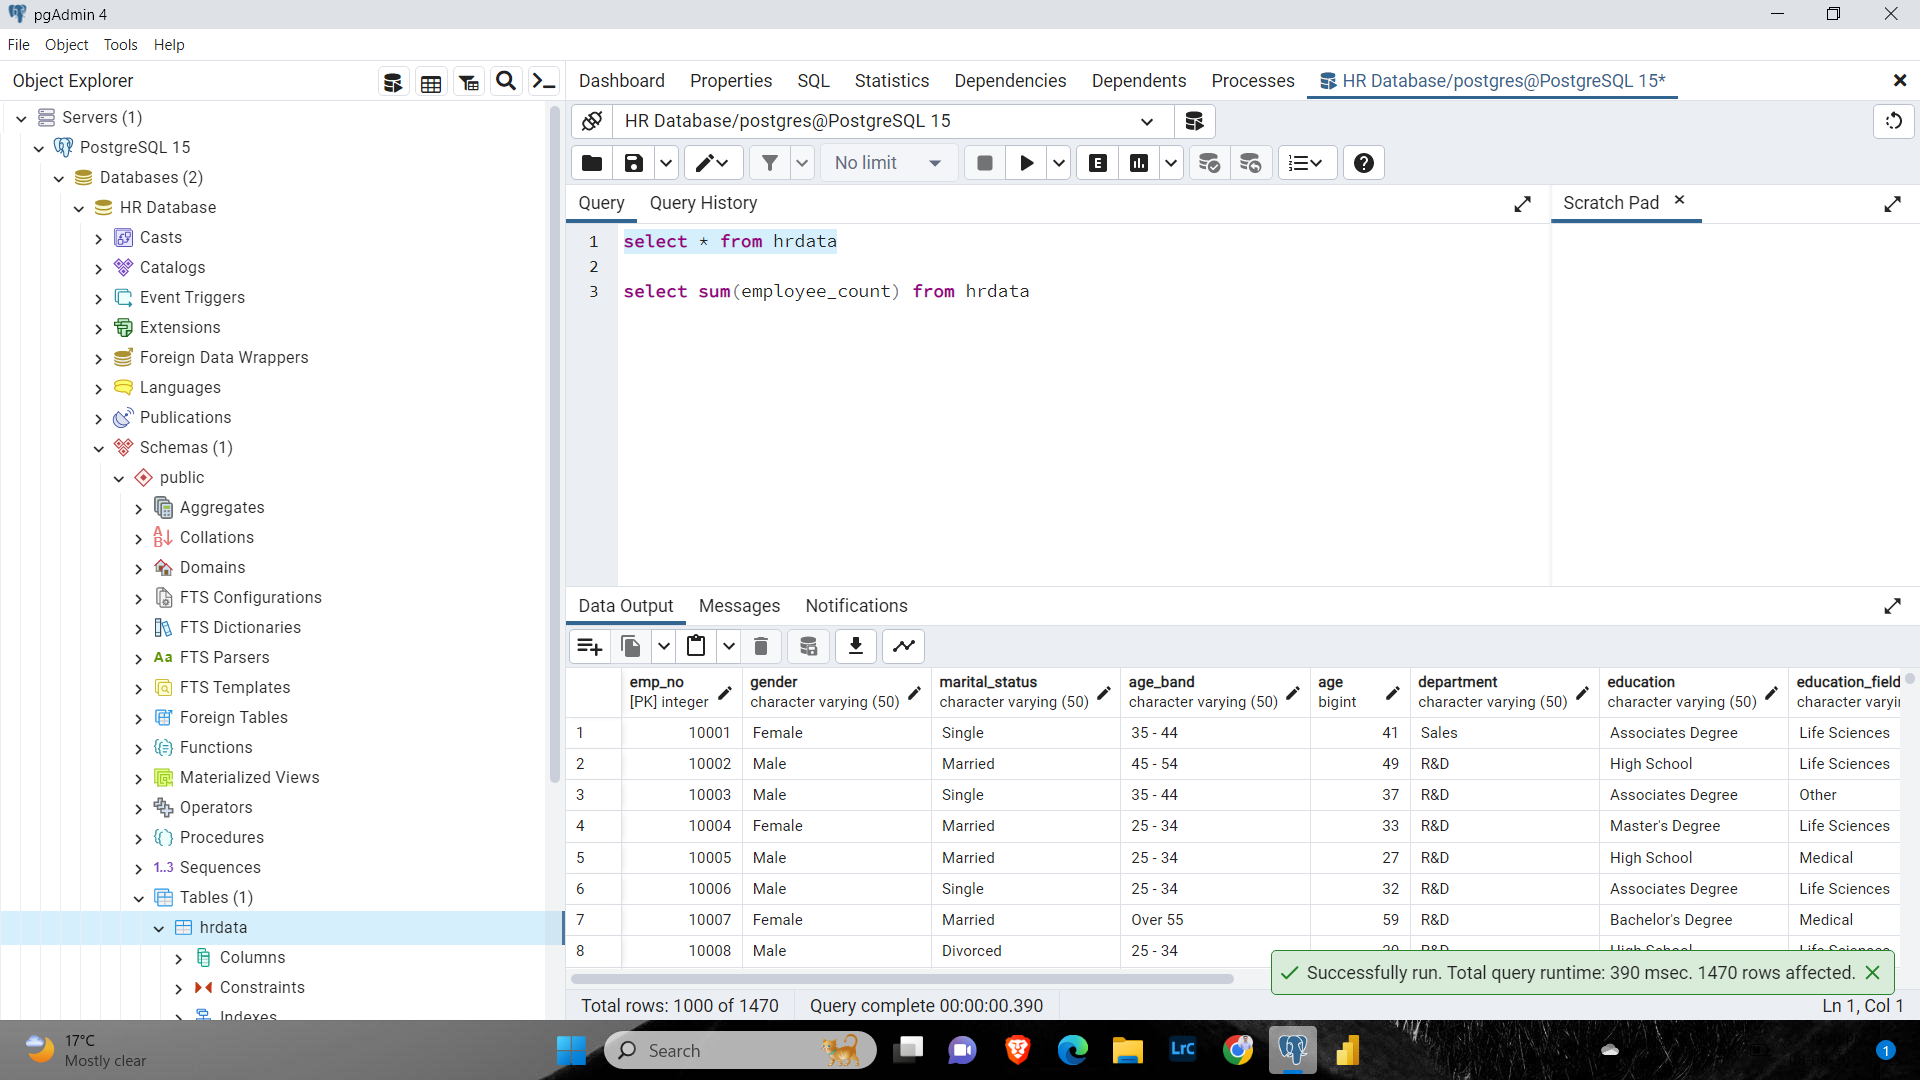 pgAdmin 4
File Object Tools Help
Object Explorer
Dashboard Properties SQL Statistics Dependencies Dependents Processes HR Database/postgres@PostgreSQL 15*
Servers (1)
PostgreSQL 15
Databases (2)
HR Database
Casts
Catalogs
Event Triggers
Extensions
Foreign Data Wrappers
Languages
Publications
Schemas (1)
public
Aggregates
Collations
Domains
FTS Configurations
FTS Dictionaries
Aa FTS Parsers
FTS Templates
Foreign Tables
Functions
Materialized Views
Operators
Procedures
1..3 Sequences
Tables (1)
hrdata
Columns
Constraints
Indexes
HR Database/postgres@PostgreSQL 15
No limit
E
Query Query History
Scratch Pad
1 select * from hrdata
2
3 select sum(employee_count) from hrdata
Data Output Messages Notifications
emp_no gender marital_status age_band age department education education_field
[PK] integer character varying (50) character varying (50) character varying (50) bigint character varying (50) character varying (50)
1 10001 Female Single 35 - 44 41 Sales Associates Degree Life Sciences
2 10002 Male Married 45 - 54 49 R&D High School Life Sciences
3 10003 Male Single 35 - 44 37 R&D Associates Degree Other
4 10004 Female Married 25 - 34 33 R&D Master's Degree Life Sciences
5 10005 Male Married 25 - 34 27 R&D High School Medical
6 10006 Male Single 25 - 34 32 R&D Associates Degree Life Sciences
7 10007 Female Married Over 55 59 R&D Bachelor's Degree Medical
8 10008 Male Divorced 25 - 34 R&D High School Life Sciences
Successfully run. Total query runtime: 390 msec. 1470 rows affected.
Total rows: 1000 of 1470 Query complete 00:00:00.390 Ln 1, Col 1
17°C
Mostly clear
Search
LrC
1